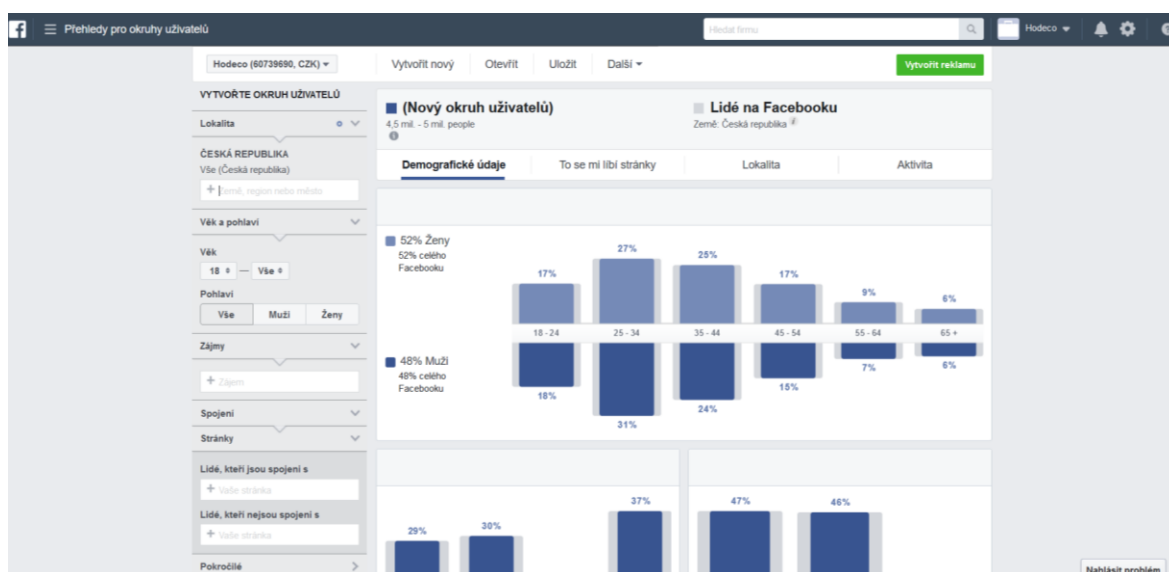 f Přehledy pro okruhy uživatelů
Hledat firmu
Hodeco
Hodeco (60739690, CZK)
Vytvořit nový
Otevřít
Uložit
Další
Vytvořit reklamu
VYTVOŘTE OKRUH UŽIVATELŮ
Lokalita
ČESKÁ REPUBLIKA
Vše (Česká republika)
+ Země, region nebo město
Věk a pohlaví
Věk
18 — Vše
Pohlaví
Vše Muži Ženy
Zájmy
+ Zájem
Spojení
Stránky
Lidé, kteří jsou spojení s
+ Vaše stránka
Lidé, kteří nejsou spojení s
+ Vaše stránka
Pokročilé
(Nový okruh uživatelů)
4,5 mil. - 5 mil. people
Lidé na Facebooku
Země: Česká republika
Demografické údaje
To se mi líbí stránky
Lokalita
Aktivita
52% Ženy
52% celého
Facebooku
17% 27% 25% 17% 9% 6%
18 - 24 25 - 34 35 - 44 45 - 54 55 - 64 65 +
48% Muži
48% celého
Facebooku
18% 31% 24% 15% 7% 6%
29% 30% 37%
47% 46%
Nahlásit problém